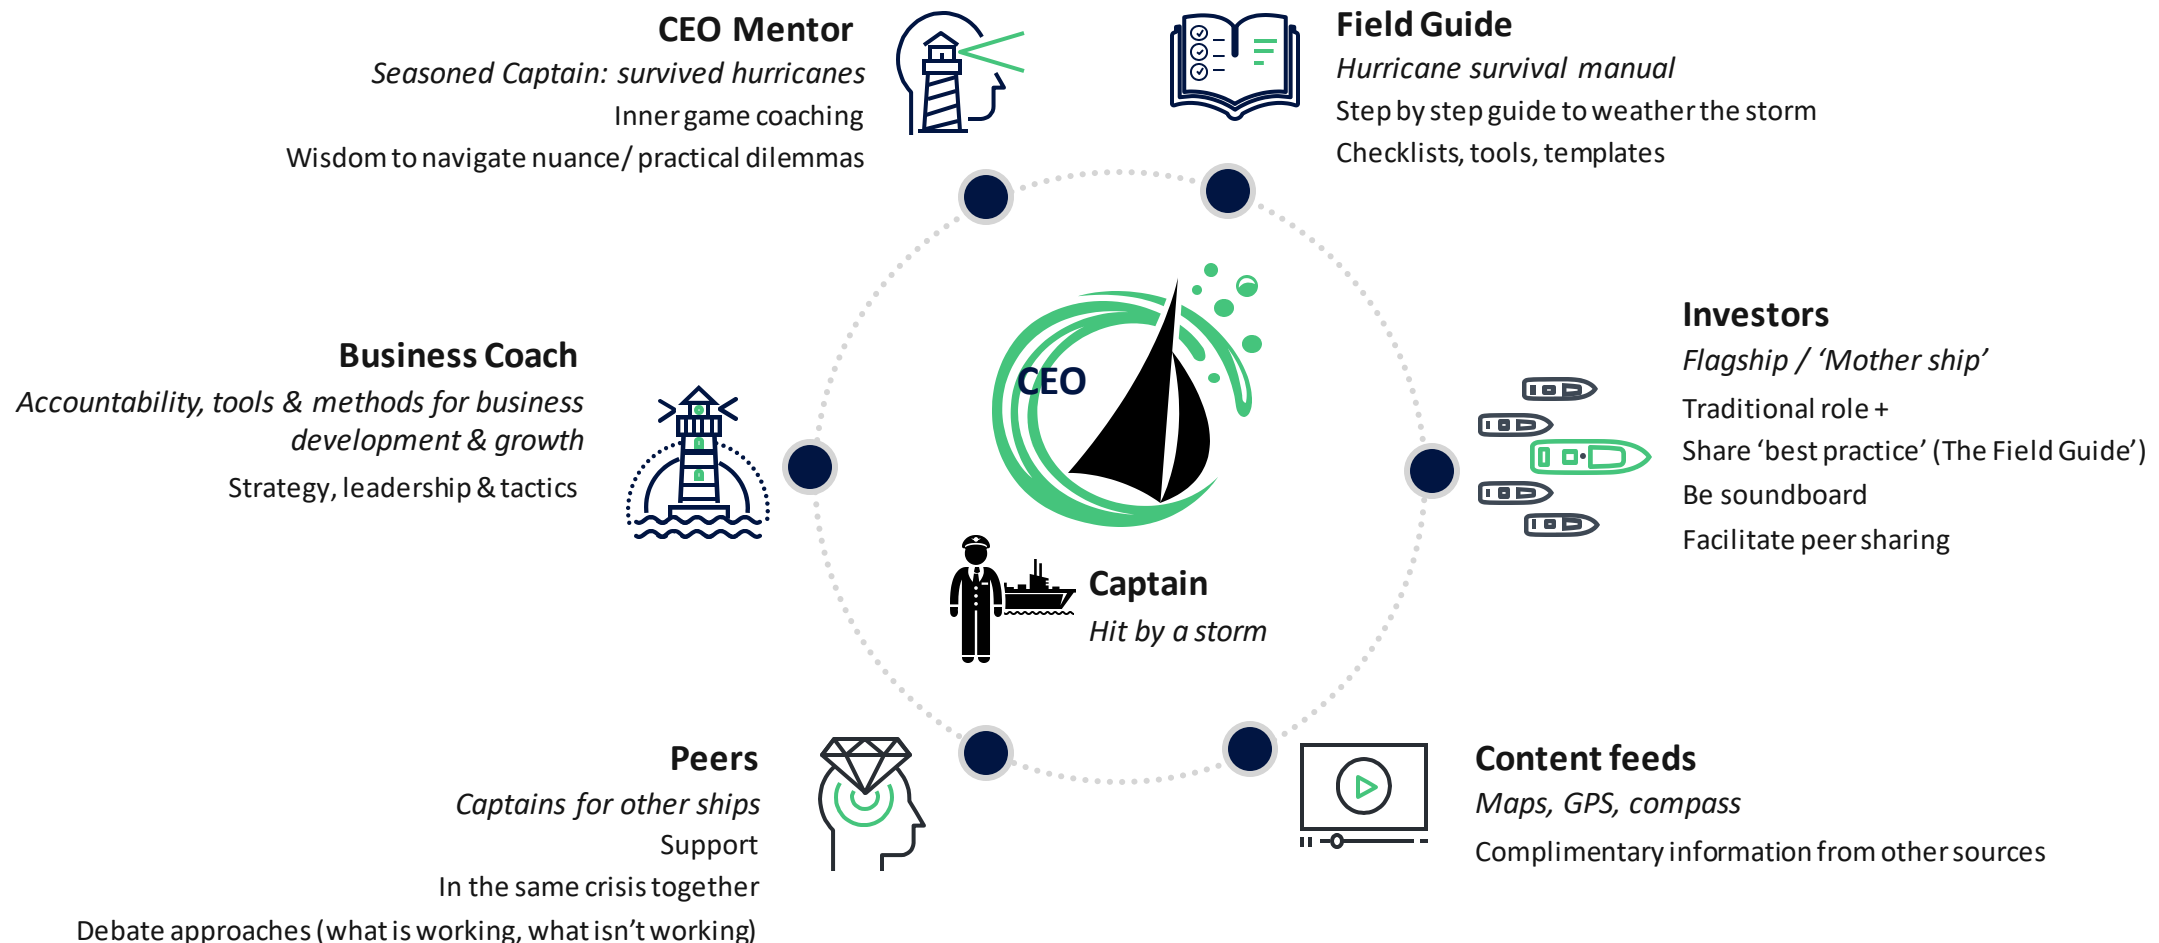 CEO Mentor
Seasoned Captain: survived hurricanes
Inner game coaching
Wisdom to navigate nuance/ practical dilemmas
Field Guide
Hurricane survival manual
Step by step guide to weather the storm
Checklists, tools, templates
Business Coach
Accountability, tools & methods for business
development & growth
Strategy, leadership & tactics
CEO
Captain
Hit by a storm
Investors
Flagship / ‘Mother ship’
Traditional role +
Share ‘best practice’ (The Field Guide’)
Be soundboard
Facilitate peer sharing
Peers
Captains for other ships
Support
In the same crisis together
Debate approaches (what is working, what isn’t working)
Content feeds
Maps, GPS, compass
Complimentary information from other sources